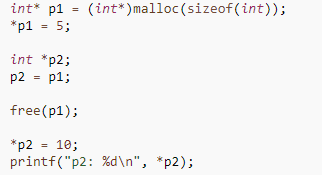 int* p1 = (int*)malloc(sizeof(int));
*p1 = 5;
int *p2;
p2 = p1;
free(p1);
*p2 = 10;
printf("p2: %d\n", *p2);